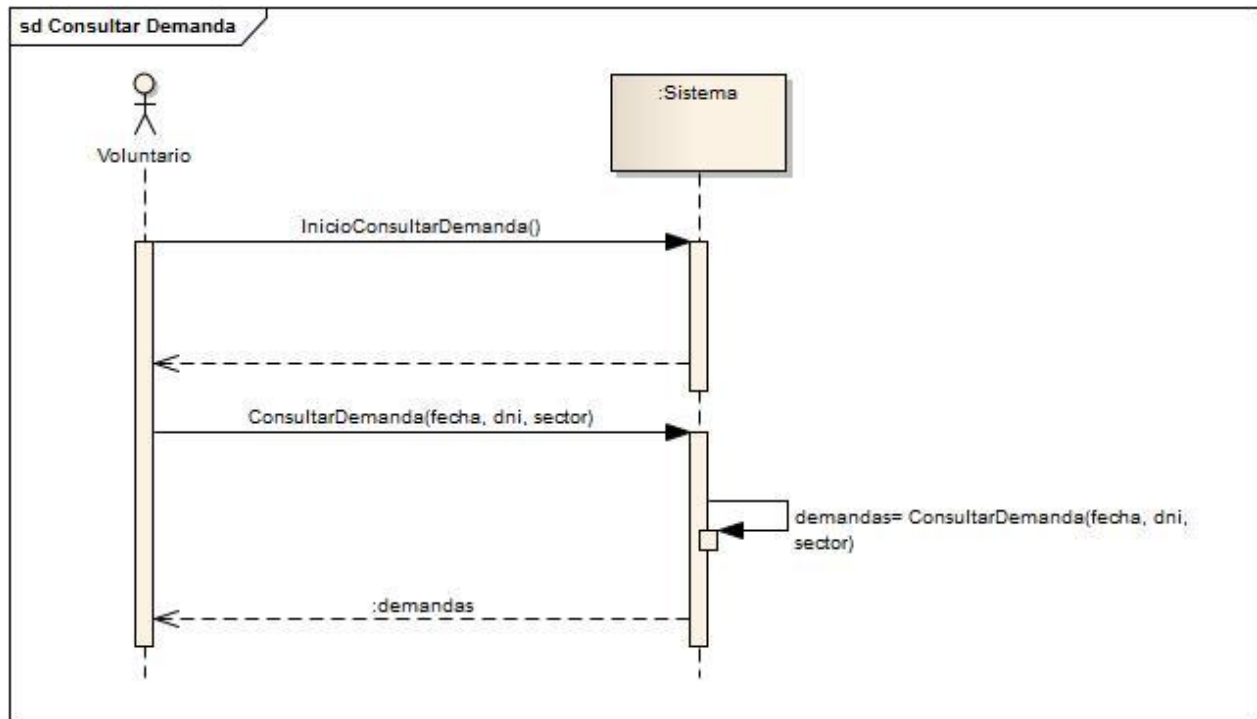 sd Consultar Demanda
:Sistema
Voluntario
InicioConsultarDemanda()
ConsultarDemanda(fecha, dni, sector)
demandas= ConsultarDemanda(fecha, dni,
sector)
:demandas